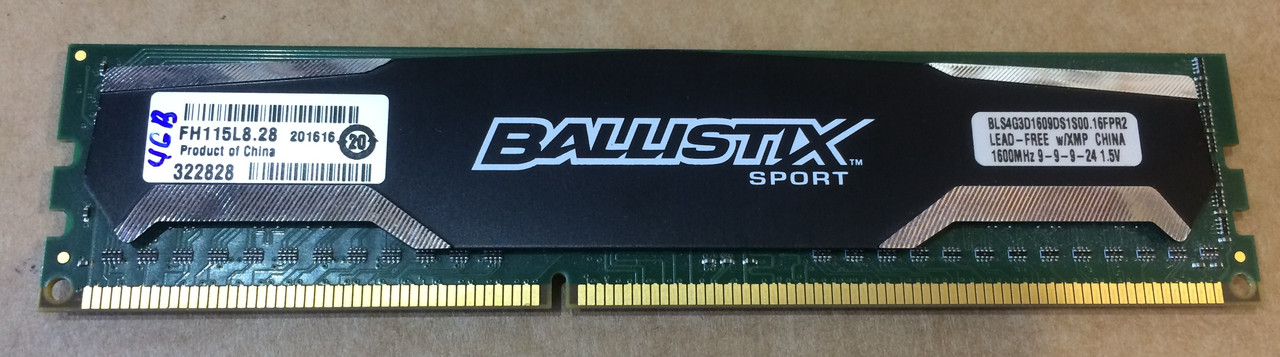 4GB
FH115L8.28 201616
Product of China
20
322828
BALLISTIX™
SPORT
BLS4G3D1609DS1S00.16FPR2
LEAD-FREE w/XMP CHINA
1600MHz 9-9-9-24 1.5V